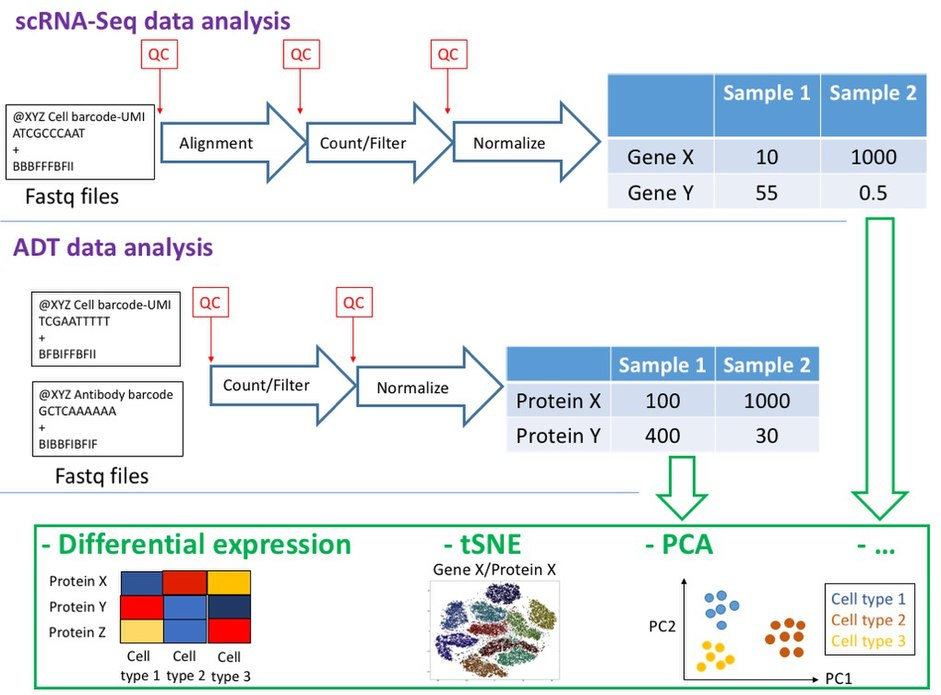 scRNA-Seq data analysis
QC
QC
QC
@XYZ Cell barcode-UMI
ATCGCCCAAT
+
BBBFFFBFII
Fastq files
Alignment
Count/Filter
Normalize
Sample 1 Sample 2
Gene X 10 1000
Gene Y 55 0.5
ADT data analysis
@XYZ Cell barcode-UMI
TCGAATTTTT
+
BFBIFFBFII
@XYZ Antibody barcode
GCTCAAAAAA
+
BIBBFIBFIF
Fastq files
QC
QC
Count/Filter
Normalize
Sample 1 Sample 2
Protein X 100 1000
Protein Y 400 30
- Differential expression
Protein X
Protein Y
Protein Z
Cell
type 1
Cell
type 2
Cell
type 3
- tSNE
Gene X/Protein X
- PCA
PC2
PC1
- ...
Cell type 1
Cell type 2
Cell type 3